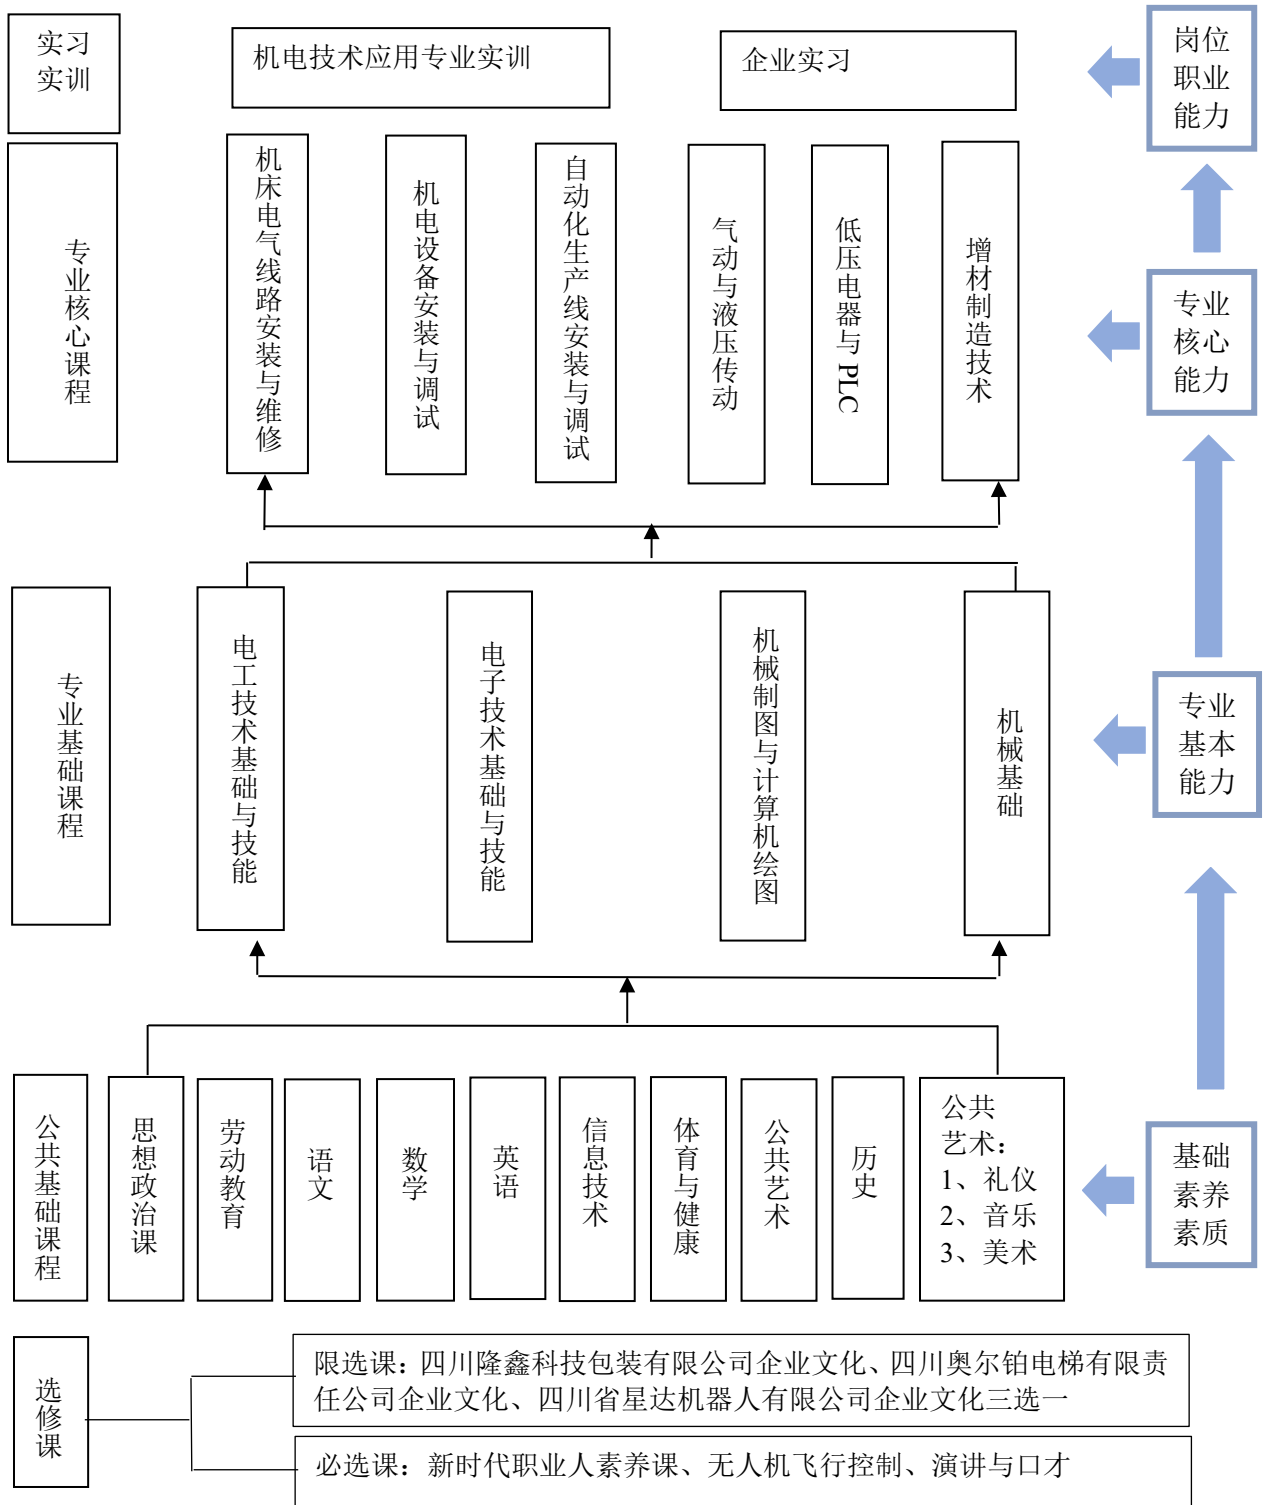 实习
实训
机电技术应用专业实训
企业实习
岗位
职业
能力
专业核心课程
机床电气线路安装与维修
机电设备安装与调试
自动化生产线安装与调试
气动与液压传动
低压电器与 PLC
增材制造技术
专业
核心
能力
专业基础课程
电工技术基础与技能
电子技术基础与技能
机械制图与计算机绘图
机械基础
专业
基本
能力
公共基础课程
思想政治课
劳动教育
语文
数学
英语
信息技术
体育与健康
公共艺术
历史
公共
艺术：
1、礼仪
2、音乐
3、美术
基础
素养
素质
选修课
限选课：四川隆鑫科技包装有限公司企业文化、四川奥尔铂电梯有限责
任公司企业文化、四川省星达机器人有限公司企业文化三选一
必选课：新时代职业人素养课、无人机飞行控制、演讲与口才